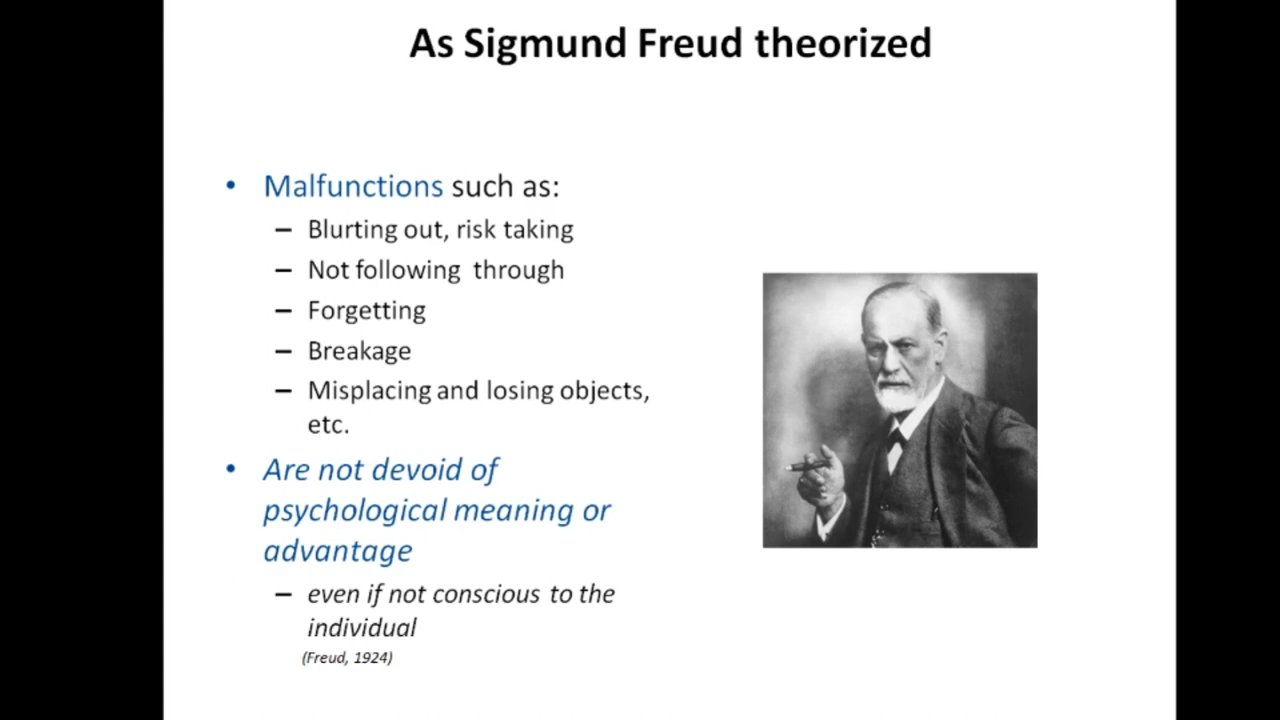 As Sigmund Freud theorized
• Malfunctions such as:
– Blurting out, risk taking
– Not following through
– Forgetting
– Breakage
– Misplacing and losing objects,
etc.
• Are not devoid of
psychological meaning or
advantage
– even if not conscious to the
individual
(Freud, 1924)